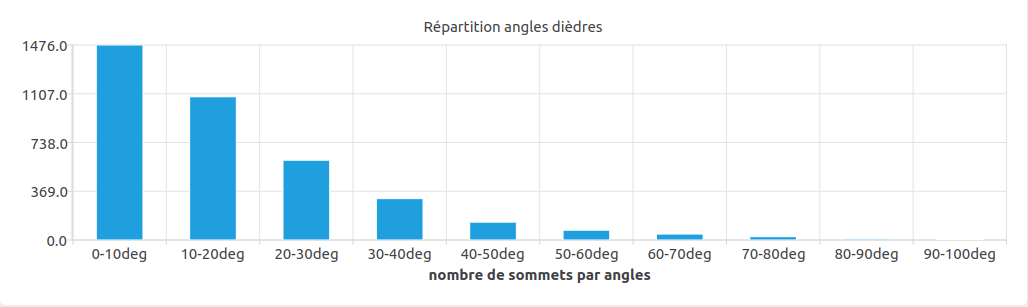 Répartition angles dièdres
1476.0
1107.0
738.0
369.0
0.0
0-10deg 10-20deg 20-30deg 30-40deg 40-50deg 50-60deg 60-70deg 70-80deg 80-90deg 90-100deg
nombre de sommets par angles